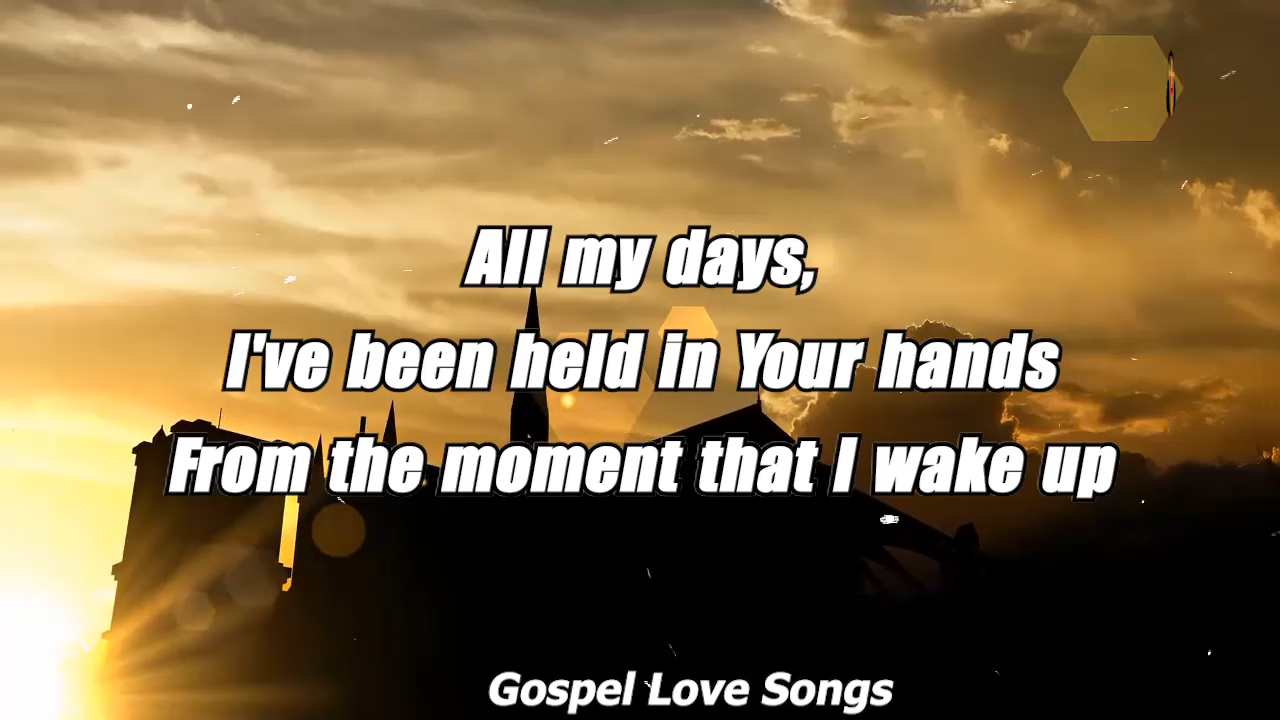 All my days,
I've been held in Your hands
From the moment that I wake up
Gospel Love Songs